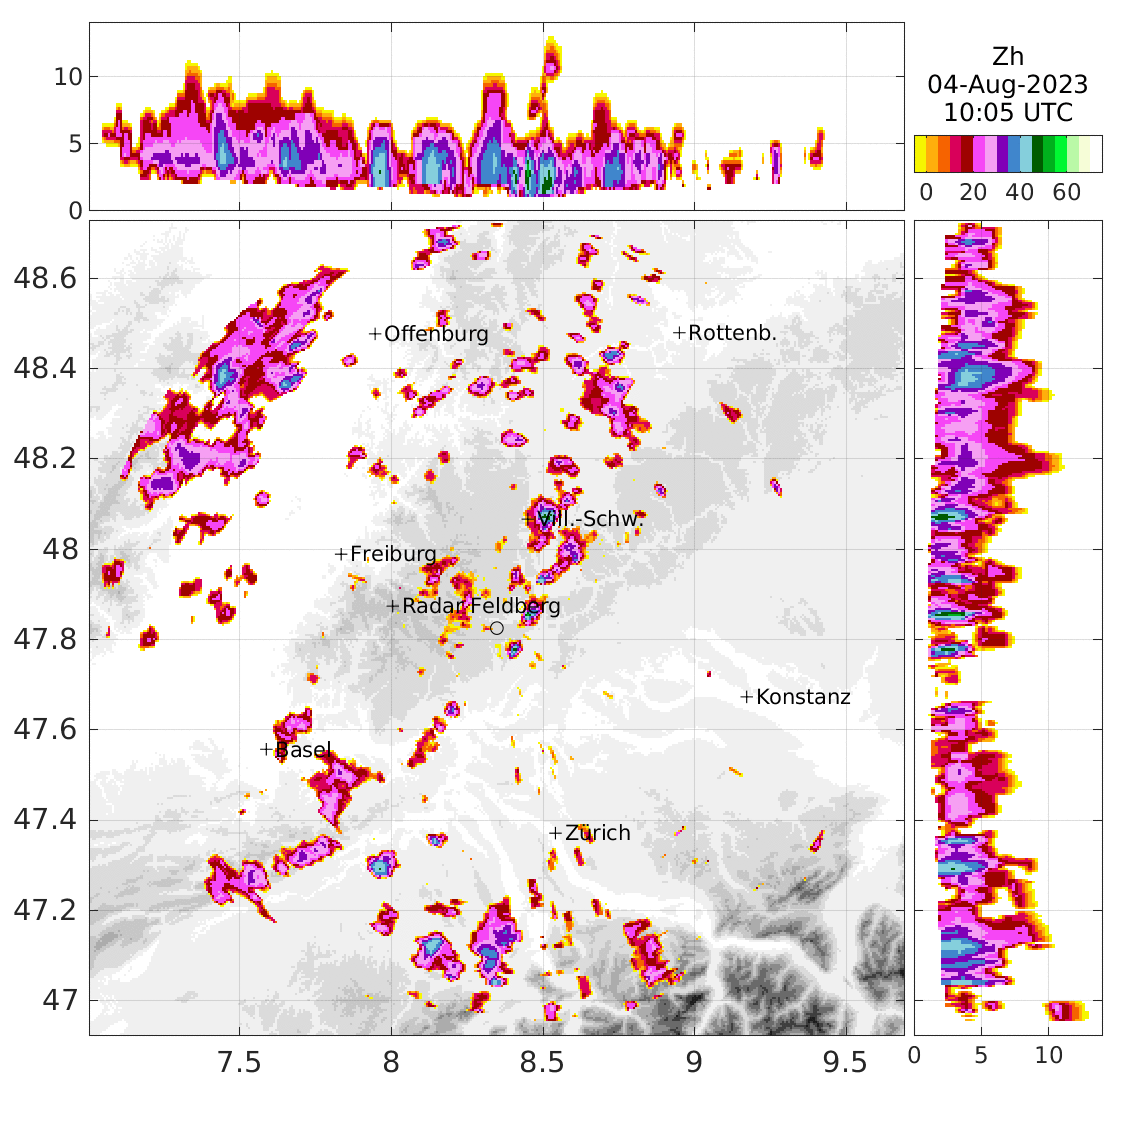 10
5
0
Zh
04-Aug-2023
10:05 UTC
0 20 40 60
48.6
48.4
48.2
48
47.8
47.6
47.4
47.2
47
Offenburg
Rottenb.
Vill.-Schw.
Freiburg
Radar Feldberg
Konstanz
Basel
Zürich
7.5 8 8.5 9 9.5
0 5 10